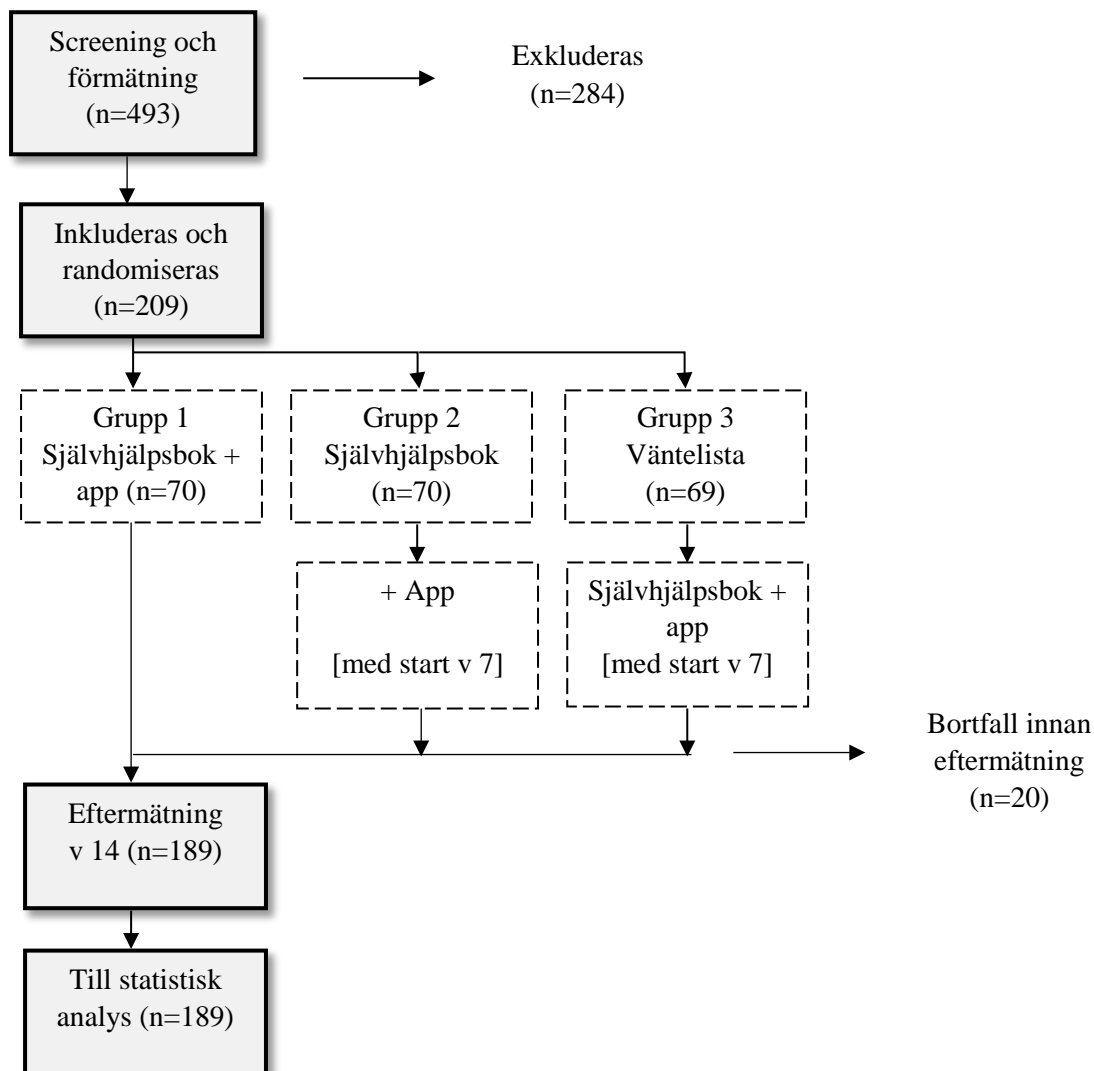 Screening och
förmätning
(n=493)
Exkluderas
(n=284)
Inkluderas och
randomiseras
(n=209)
Grupp 1
Självhjälpsbok +
app (n=70)
Grupp 2
Självhjälpsbok
(n=70)
Grupp 3
Väntelista
(n=69)
+ App
[med start v 7]
Självhjälpsbok +
app
[med start v 7]
Bortfall innan
eftermätning
(n=20)
Eftermätning
v 14 (n=189)
Till statistisk
analys (n=189)